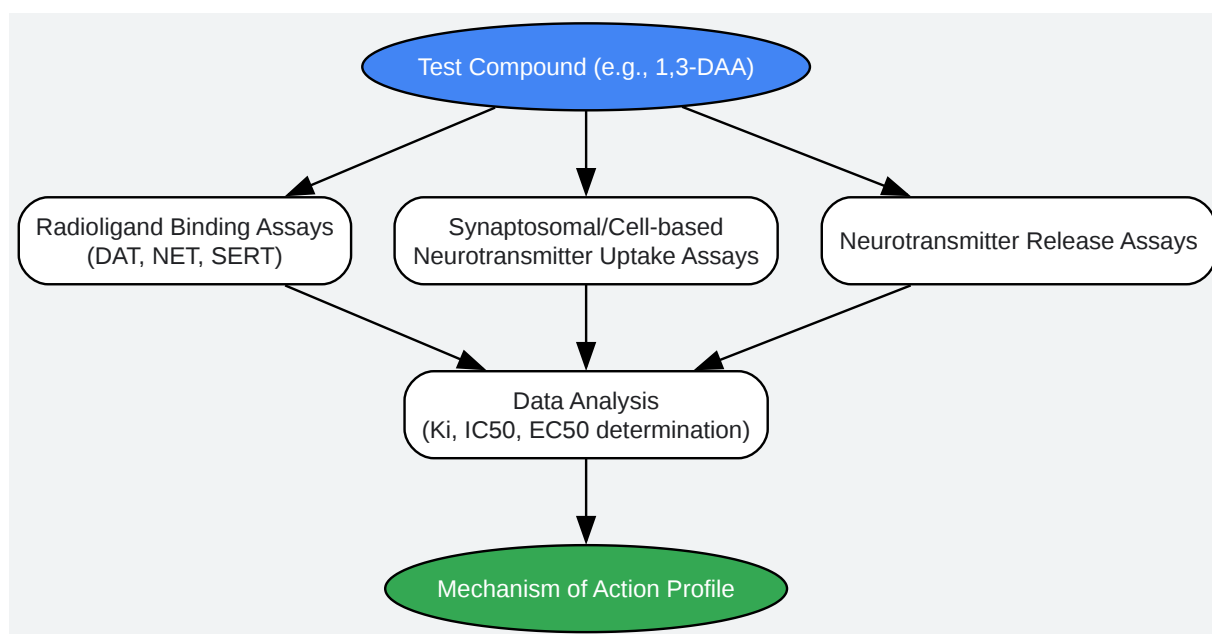 Test Compound (e.g., 1,3-DAA)
Radioligand Binding Assays
(DAT, NET, SERT)
Synaptosomal/Cell-based
Neurotransmitter Uptake Assays
Neurotransmitter Release Assays
Data Analysis
(Ki, IC50, EC50 determination)
Mechanism of Action Profile